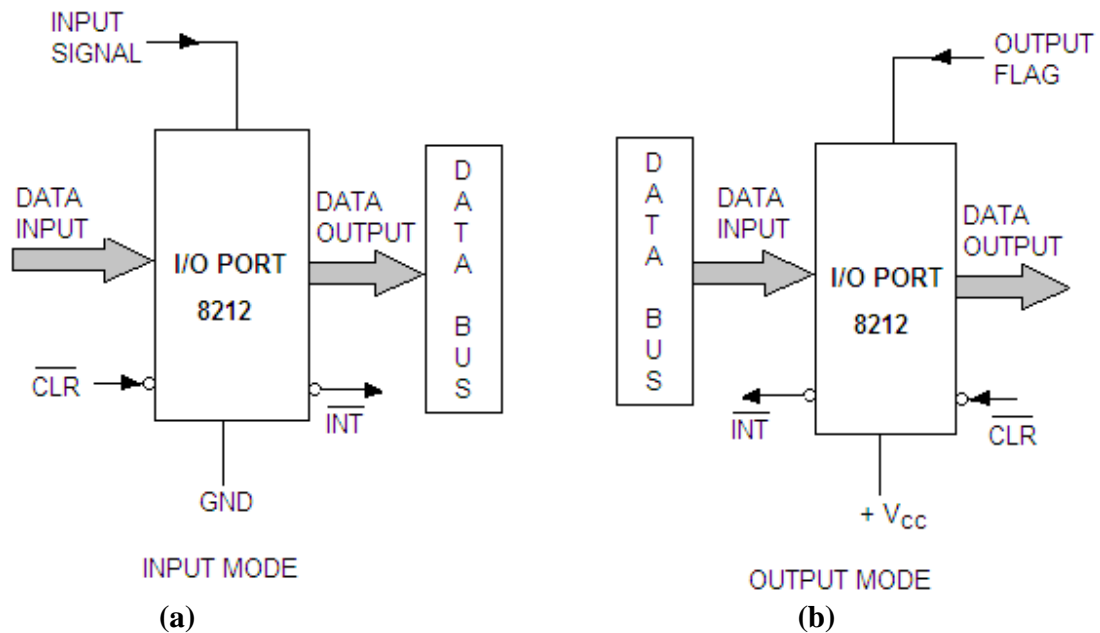 INPUT
SIGNAL
DATA
INPUT
I/O PORT
8212
DATA
OUTPUT
D
A
T
A
B
U
S
CLR
INT
GND
INPUT MODE
(a)
OUTPUT
FLAG
D
A
T
A
B
U
S
DATA
INPUT
I/O PORT
8212
DATA
OUTPUT
INT
CLR
+ VCC
OUTPUT MODE
(b)